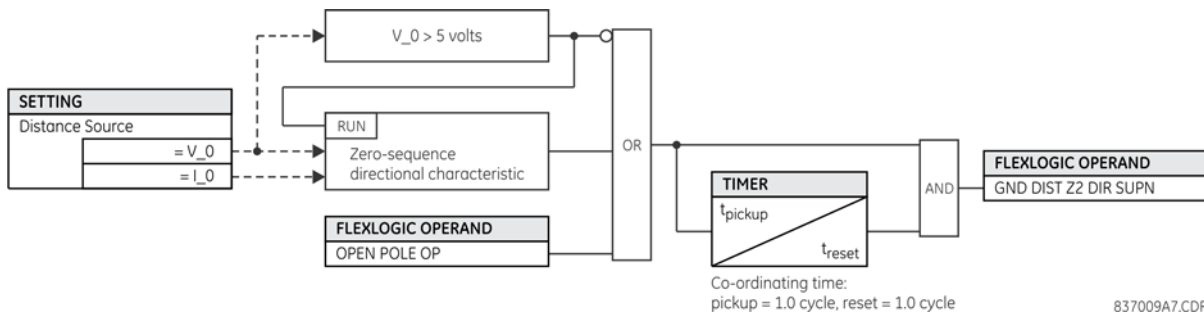 V_0 > 5 volts
SETTING
Distance Source
= V_0
= I_0
RUN
Zero-sequence
directional characteristic
FLEXLOGIC OPERAND
OPEN POLE OP
OR
TIMER
tpickup
treset
Co-ordinating time:
pickup = 1.0 cycle, reset = 1.0 cycle
AND
FLEXLOGIC OPERAND
GND DIST Z2 DIR SUPN
837009A7.CDR